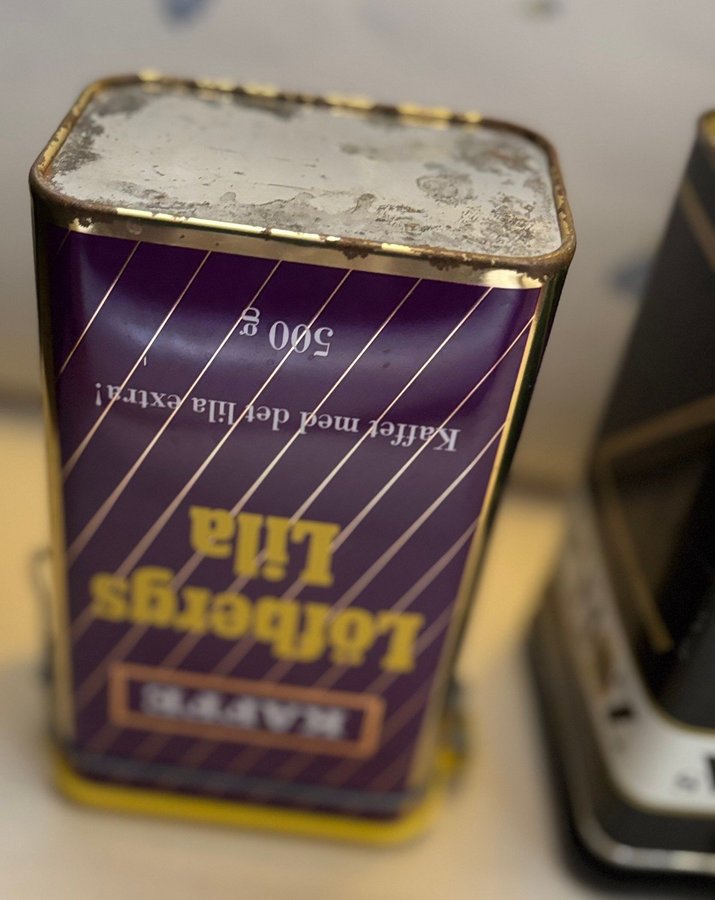 KAFFE
Löfbergs
Lila
Kaffet med det lila extra!
500 g